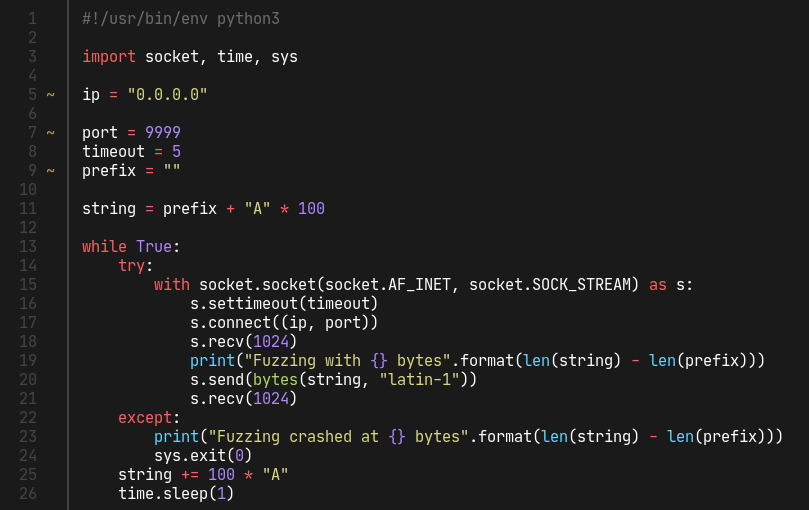 1 #!/usr/bin/env python3
2
3 import socket, time, sys
4
5 ~ ip = "0.0.0.0"
6
7 ~ port = 9999
8 timeout = 5
9 ~ prefix = ""
10
11 string = prefix + "A" * 100
12
13 while True:
14     try:
15         with socket.socket(socket.AF_INET, socket.SOCK_STREAM) as s:
16             s.settimeout(timeout)
17             s.connect((ip, port))
18             s.recv(1024)
19             print("Fuzzing with {} bytes".format(len(string) - len(prefix)))
20             s.send(bytes(string, "latin-1"))
21             s.recv(1024)
22     except:
23         print("Fuzzing crashed at {} bytes".format(len(string) - len(prefix)))
24         sys.exit(0)
25     string += 100 * "A"
26     time.sleep(1)